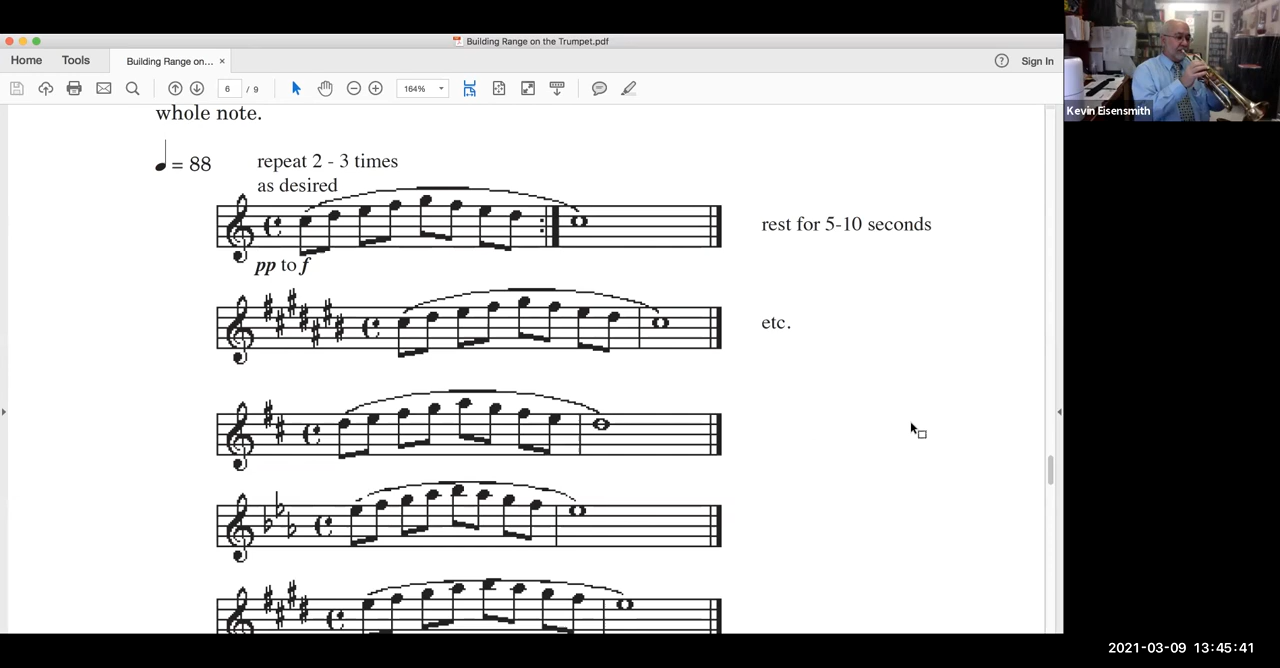 Building Range on the Trumpet.pdf
Home Tools Building Range on... × ? Sign In
6 / 9 164%
Kevin Eisensmith
whole note.
= 88 repeat 2 - 3 times
as desired
rest for 5-10 seconds
pp to f
etc.
2021-03-09 13:45:41